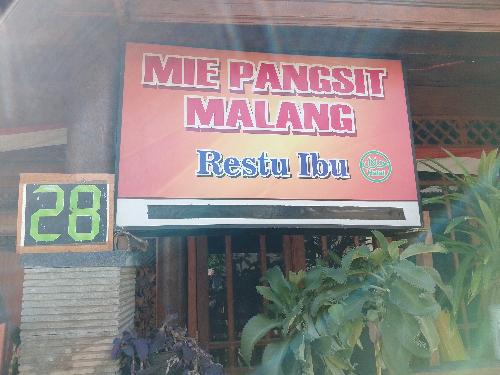 MIE PANGSIT
MALANG
Restu Ibu
28